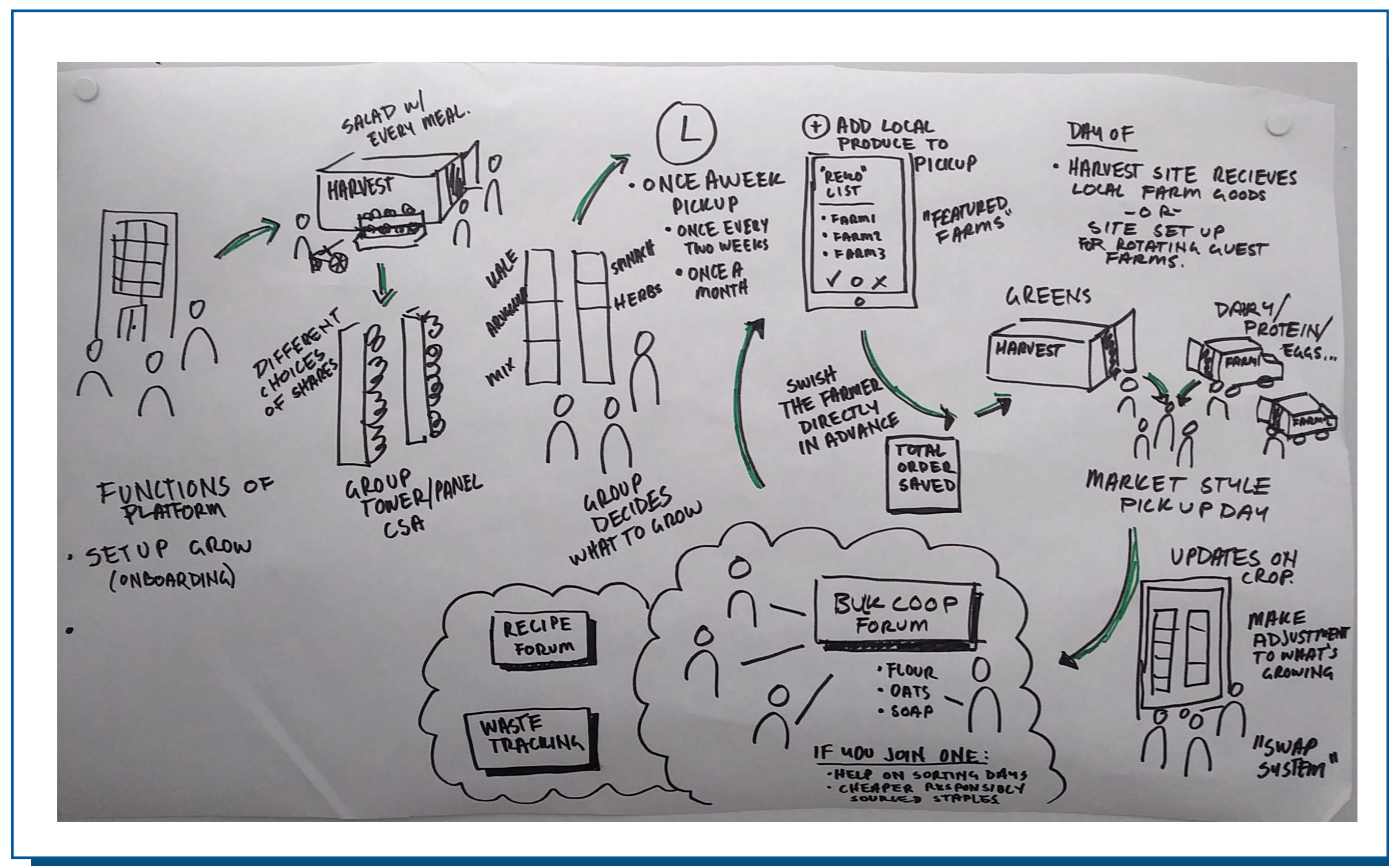 SALAD W/
EVERY MEAL.
HARVEST
DIFFERENT
CHOICES
OF SHARES
GROUP
TOWER/PANEL
CSA
FUNCTIONS OF
PLATFORM
• SETUP GROW
(ONBOARDING)
•
KALE
ARUGULA
MIX
SPINACH
HERBS
GROUP
DECIDES
WHAT TO GROW
• ONCE A WEEK
PICKUP
• ONCE EVERY
TWO WEEKS
• ONCE A
MONTH
+ ADD LOCAL
PRODUCE TO
PICKUP
"REKO"
LIST
• FARM1
• FARM2
• FARM3
"FEATURED
FARMS"
SWISH
THE FARMER
DIRECTLY
IN ADVANCE
TOTAL
ORDER
SAVED
DAY OF
• HARVEST SITE RECIEVES
LOCAL FARM GOODS
-OR-
SITE SET UP
FOR ROTATING GUEST
FARMS.
GREENS
HARVEST
DAIRY/
PROTEIN/
EGGS...
FARM1
FARM2
MARKET STYLE
PICKUP DAY
UPDATES ON
CROP.
MAKE
ADJUSTMENT
TO WHAT'S
GROWING
"SWAP
SYSTEM"
BULK COOP
FORUM
• FLOUR
• OATS
• SOAP
IF YOU JOIN ONE:
• HELP ON SORTING DAYS
• CHEAPER RESPONSIBLY
SOURCED STAPLES
RECIPE
FORUM
WASTE
TRACKING